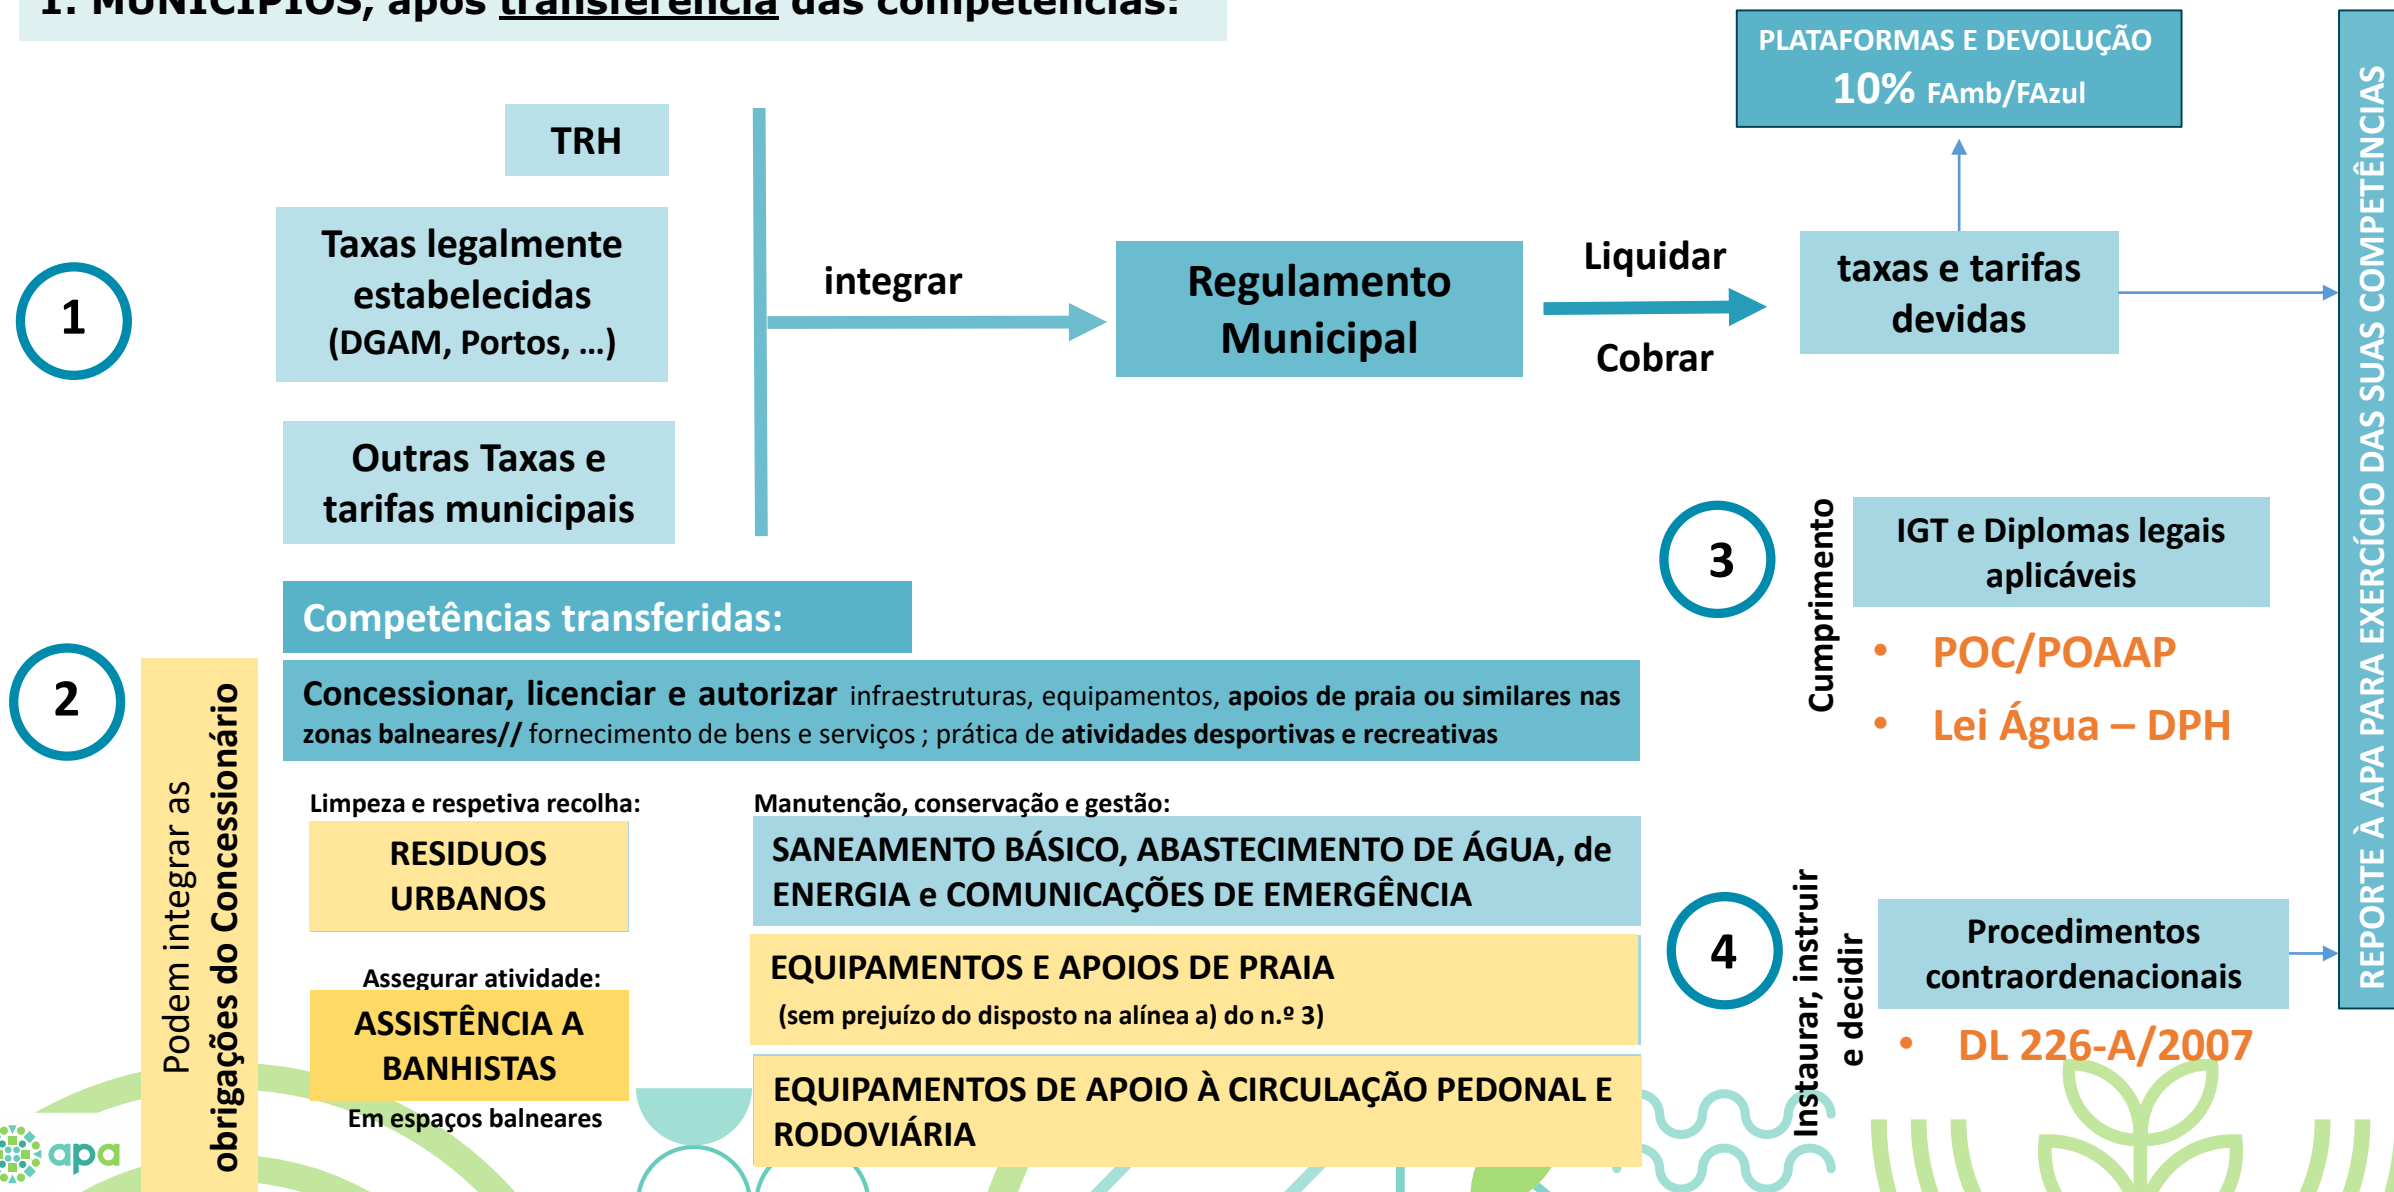 1. MUNICÍPIOS, após transferência das competências:
PLATAFORMAS E DEVOLUÇÃO
10% FAmb/FAzul
1
TRH
Taxas legalmente
estabelecidas
(DGAM, Portos, ...)
Outras Taxas e
tarifas municipais
integrar
Regulamento
Municipal
Liquidar
Cobrar
taxas e tarifas
devidas
REPORTE À APA PARA EXERCÍCIO DAS SUAS COMPETÊNCIAS
2
Podem integrar as
obrigações do Concessionário
Competências transferidas:
Concessionar, licenciar e autorizar infraestruturas, equipamentos, apoios de praia ou similares nas
zonas balneares// fornecimento de bens e serviços ; prática de atividades desportivas e recreativas
Limpeza e respetiva recolha:
RESIDUOS
URBANOS
Assegurar atividade:
ASSISTÊNCIA A
BANHISTAS
Em espaços balneares
Manutenção, conservação e gestão:
SANEAMENTO BÁSICO, ABASTECIMENTO DE ÁGUA, de
ENERGIA e COMUNICAÇÕES DE EMERGÊNCIA
EQUIPAMENTOS E APOIOS DE PRAIA
(sem prejuízo do disposto na alínea a) do n.º 3)
EQUIPAMENTOS DE APOIO À CIRCULAÇÃO PEDONAL E
RODOVIÁRIA
3
Cumprimento
IGT e Diplomas legais
aplicáveis
• POC/POAAP
• Lei Água – DPH
4
Instaurar, instruir
e decidir
Procedimentos
contraordenacionais
• DL 226-A/2007
apa